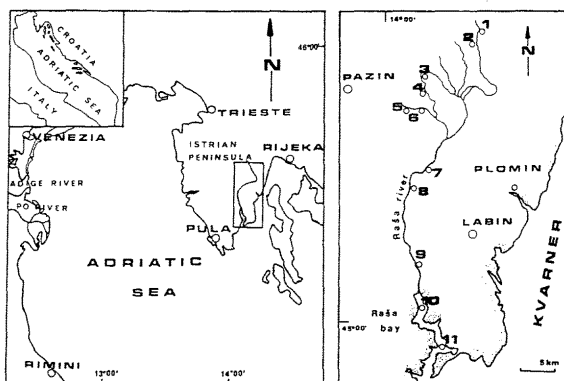 CROATIA
ADRIATIC SEA
ITALY
46°00'
N
TRIESTE
VENEZIA
ISTRIAN
PENINSULA
RIJEKA
ADIGE RIVER
PO RIVER
PULA
ADRIATIC
SEA
RIMINI
13°00'
14°00'
14°00'
1
2
N
3
PAZIN
4
5
6
7
PLOMIN
8
Raša river
LABIN
9
KVARNER
10
Raša
bay
45°00'
11
5km